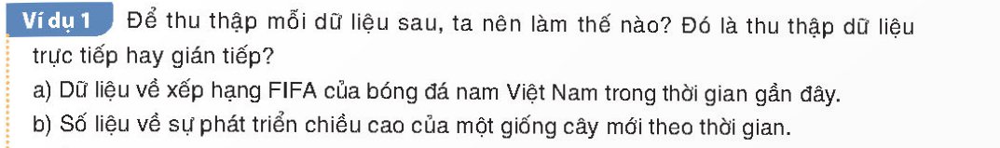 Ví dụ 1 Để thu thập mỗi dữ liệu sau, ta nên làm thế nào? Đó là thu thập dữ liệu
trực tiếp hay gián tiếp?
a) Dữ liệu về xếp hạng FIFA của bóng đá nam Việt Nam trong thời gian gần đây.
b) Số liệu về sự phát triển chiều cao của một giống cây mới theo thời gian.